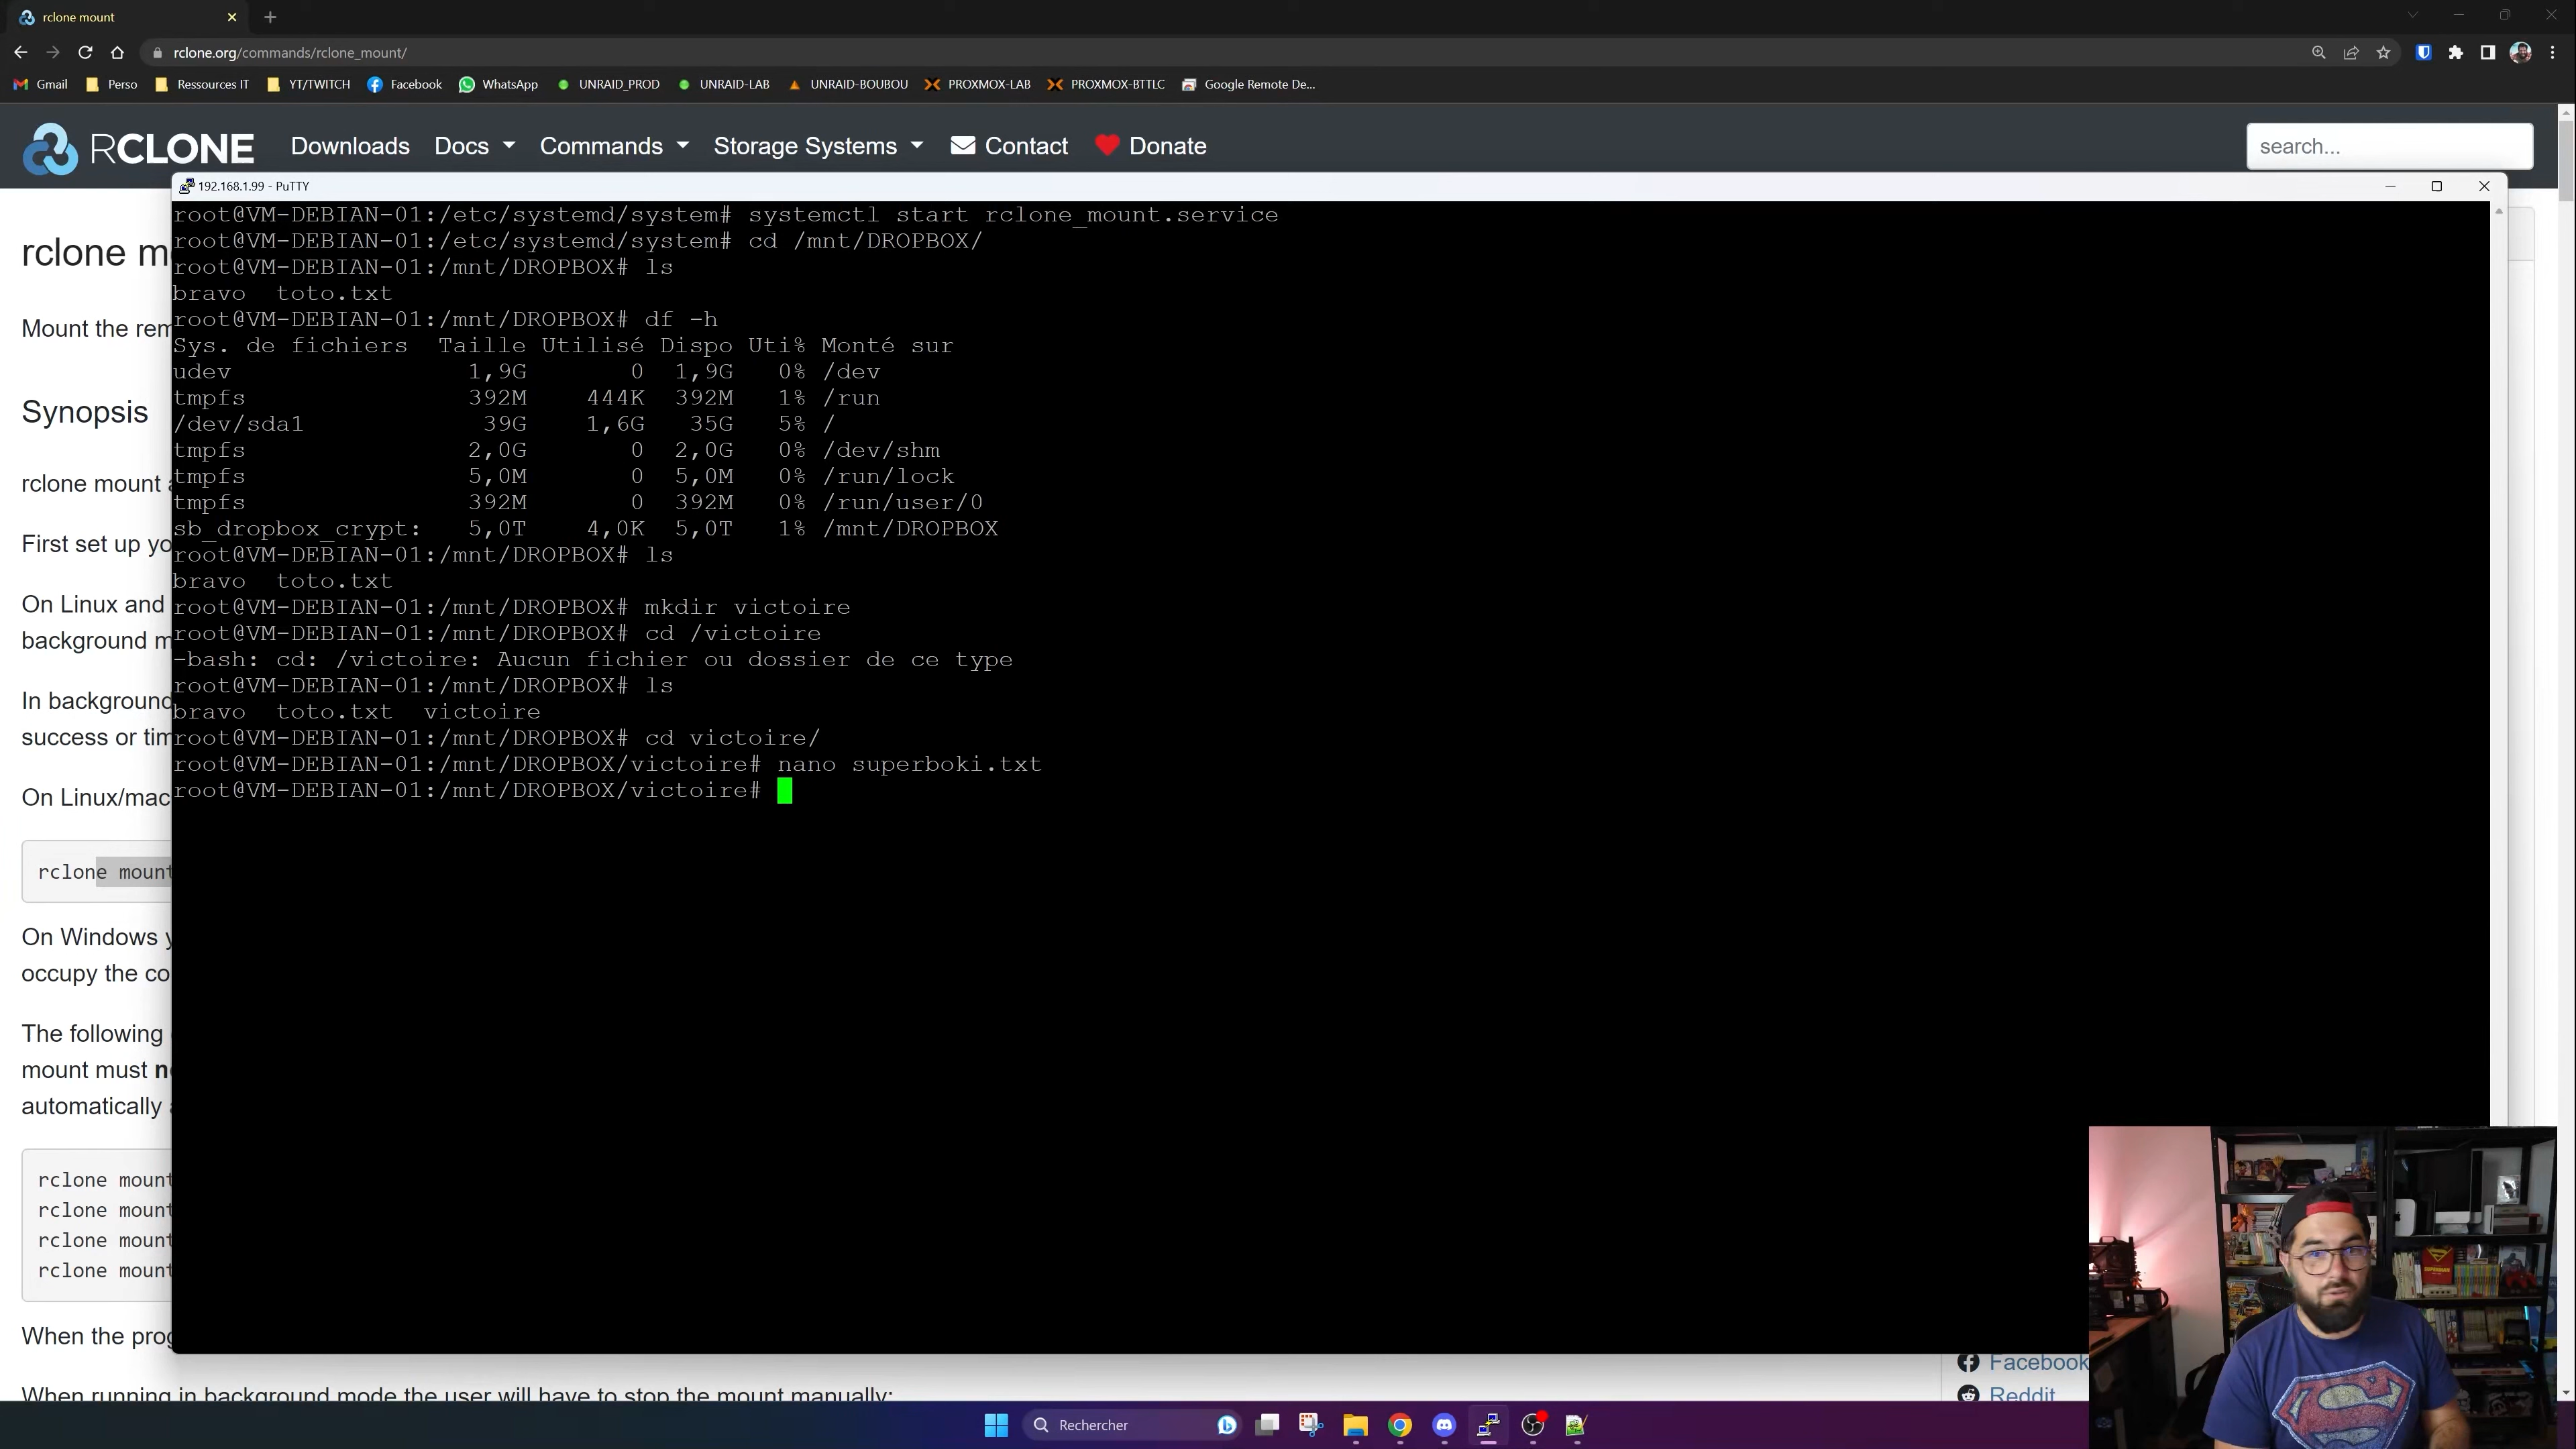 rclone mount
rclone.org/commands/rclone_mount/
Gmail Perso Ressources IT YT/TWITCH Facebook WhatsApp UNRAID_PROD UNRAID-LAB UNRAID-BOUBOU PROXMOX-LAB PROXMOX-BTTLC Google Remote De...
RCLONE Downloads Docs Commands Storage Systems Contact Donate search...
192.168.1.99 - PuTTY
root@VM-DEBIAN-01:/etc/systemd/system# systemctl start rclone_mount.service
root@VM-DEBIAN-01:/etc/systemd/system# cd /mnt/DROPBOX/
root@VM-DEBIAN-01:/mnt/DROPBOX# ls
bravo toto.txt
root@VM-DEBIAN-01:/mnt/DROPBOX# df -h
Sys. de fichiers Taille Utilisé Dispo Uti% Monté sur
udev 1,9G 0 1,9G 0% /dev
tmpfs 392M 444K 392M 1% /run
/dev/sda1 39G 1,6G 35G 5% /
tmpfs 2,0G 0 2,0G 0% /dev/shm
tmpfs 5,0M 0 5,0M 0% /run/lock
tmpfs 392M 0 392M 0% /run/user/0
sb_dropbox_crypt: 5,0T 4,0K 5,0T 1% /mnt/DROPBOX
root@VM-DEBIAN-01:/mnt/DROPBOX# ls
bravo toto.txt
root@VM-DEBIAN-01:/mnt/DROPBOX# mkdir victoire
root@VM-DEBIAN-01:/mnt/DROPBOX# cd /victoire
-bash: cd: /victoire: Aucun fichier ou dossier de ce type
root@VM-DEBIAN-01:/mnt/DROPBOX# ls
bravo toto.txt victoire
root@VM-DEBIAN-01:/mnt/DROPBOX# cd victoire/
root@VM-DEBIAN-01:/mnt/DROPBOX/victoire# nano superboki.txt
root@VM-DEBIAN-01:/mnt/DROPBOX/victoire#
rclone m
Mount the rem
Synopsis
rclone mount a
First set up yo
On Linux and
background m
In background
success or tim
On Linux/mac
rclone mount
On Windows y
occupy the co
The following
mount must n
automatically a
rclone mount
rclone mount
rclone mount
rclone mount
When the prog
When running in background mode the user will have to stop the mount manually:
Facebook
Reddit
Rechercher